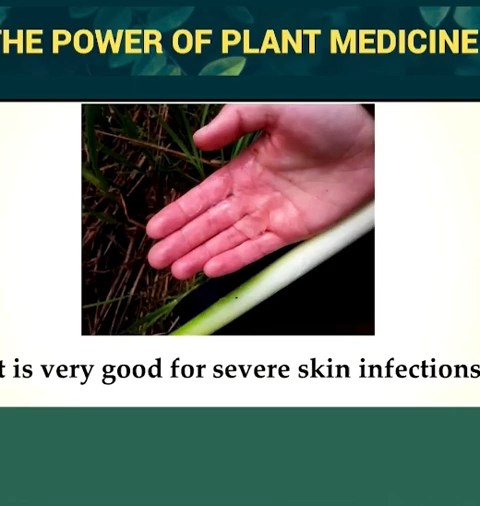 THE POWER OF PLANT MEDICINE
t is very good for severe skin infections